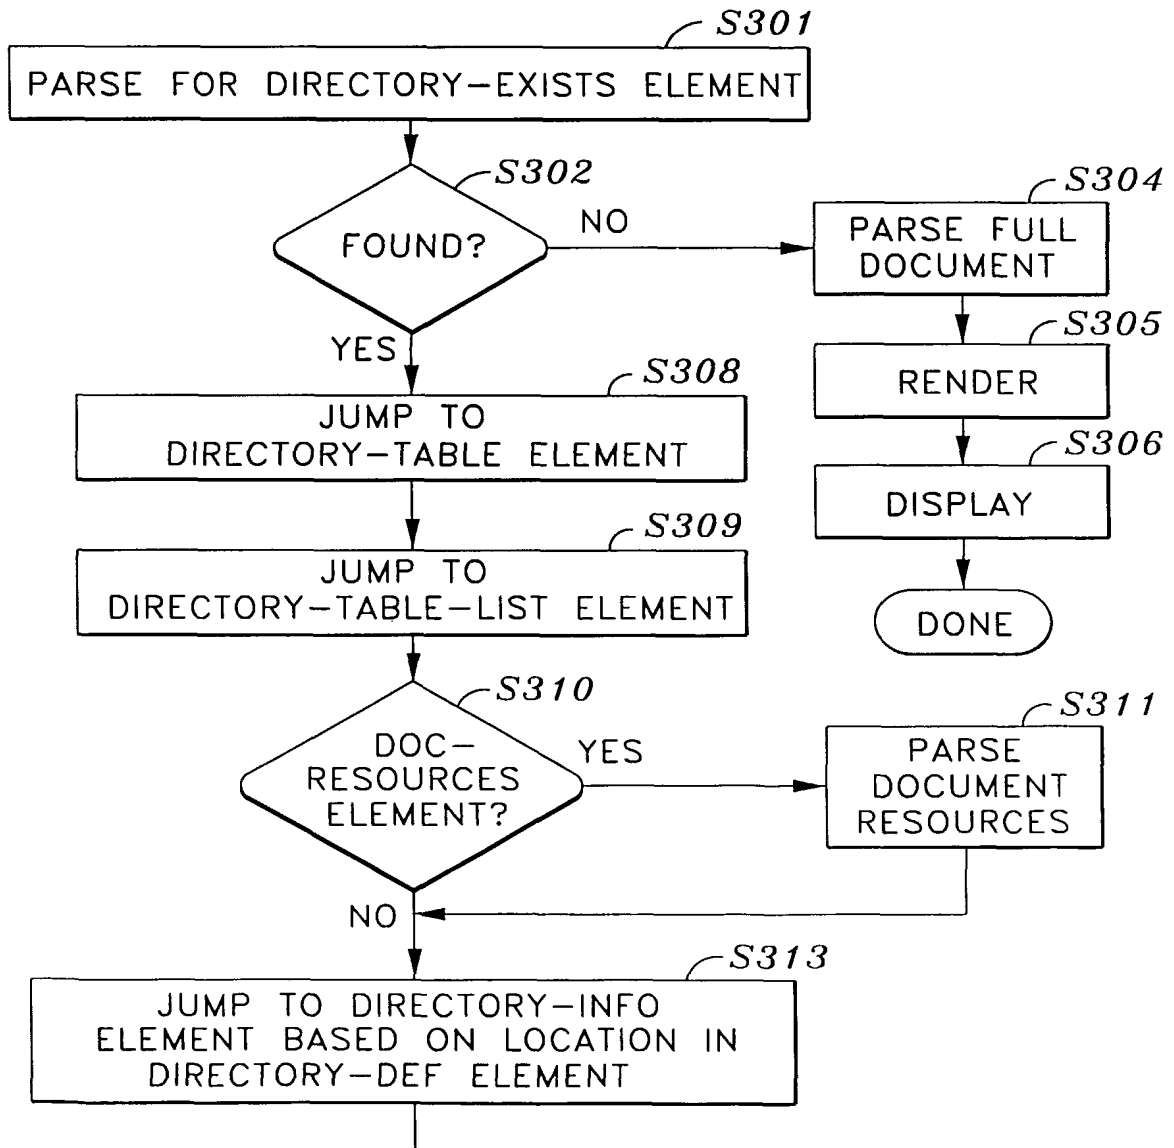 S301
PARSE FOR DIRECTORY-EXISTS ELEMENT
S302
FOUND?
NO
YES
S304
PARSE FULL
DOCUMENT
S305
RENDER
S306
DISPLAY
DONE
S308
JUMP TO
DIRECTORY-TABLE ELEMENT
S309
JUMP TO
DIRECTORY-TABLE-LIST ELEMENT
S310
DOC-
RESOURCES
ELEMENT?
YES
NO
S311
PARSE
DOCUMENT
RESOURCES
S313
JUMP TO DIRECTORY-INFO
ELEMENT BASED ON LOCATION IN
DIRECTORY-DEF ELEMENT